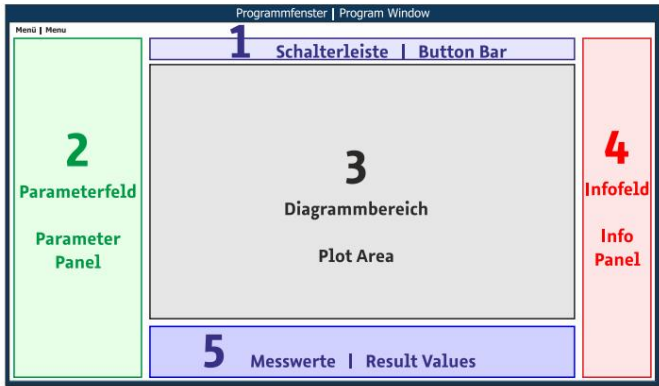 Programmfenster | Program Window
Menü | Menu
1
Schalterleiste | Button Bar
2
Parameterfeld
Parameter
Panel
3
Diagrammbereich
Plot Area
4
Infofeld
Info
Panel
5
Messwerte | Result Values